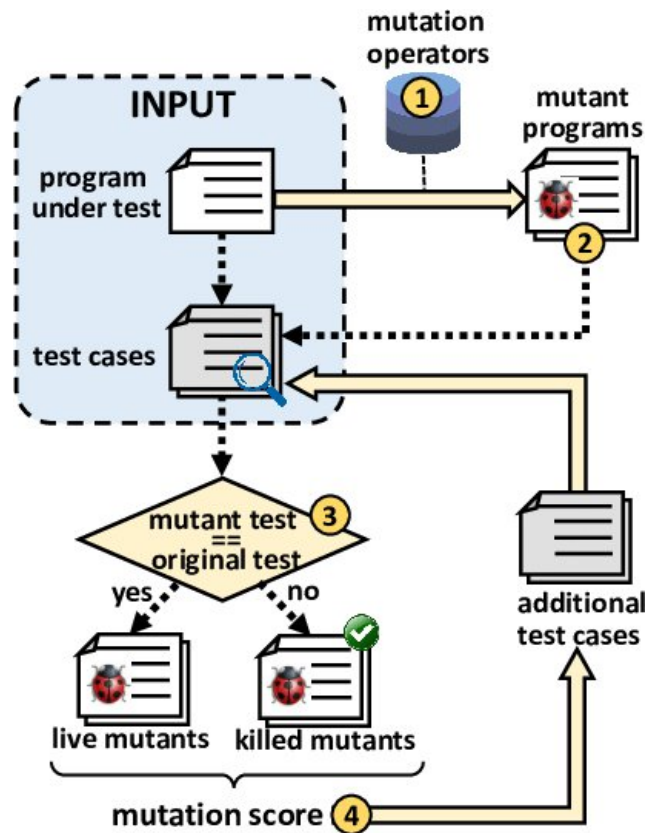 mutation
operators
1
INPUT
mutant
programs
program
under test
2
test cases
3
mutant test
==
original test
yes
no
additional
test cases
live mutants
killed mutants
mutation score 4